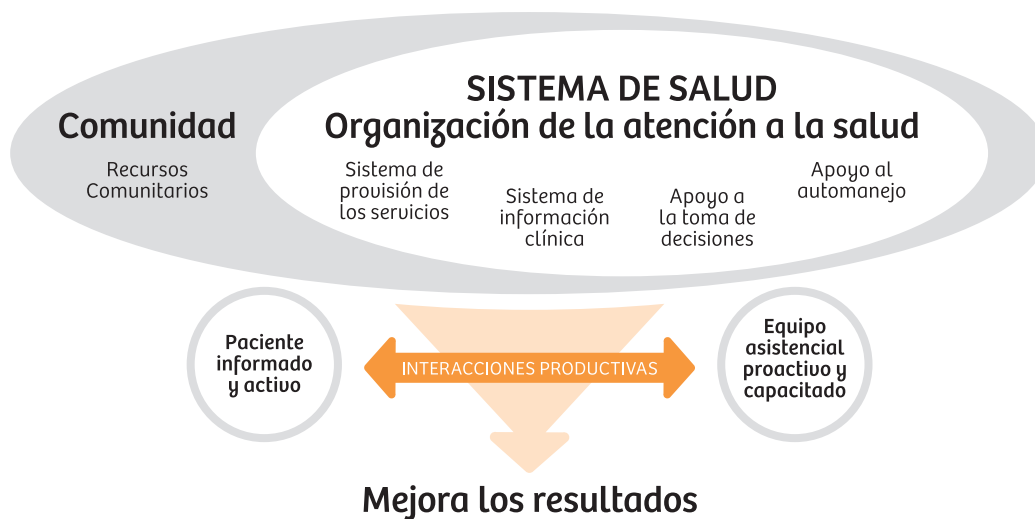 SISTEMA DE SALUD
Organización de la atención a la salud
Comunidad
Recursos
Comunitarios
Sistema de
provisión de
los servicios
Sistema de
información
clínica
Apoyo a
la toma de
decisiones
Apoyo al
automanejo
Paciente
informado
y activo
INTERACCIONES PRODUCTIVAS
Equipo
asistencial
proactivo y
capacitado
Mejora los resultados